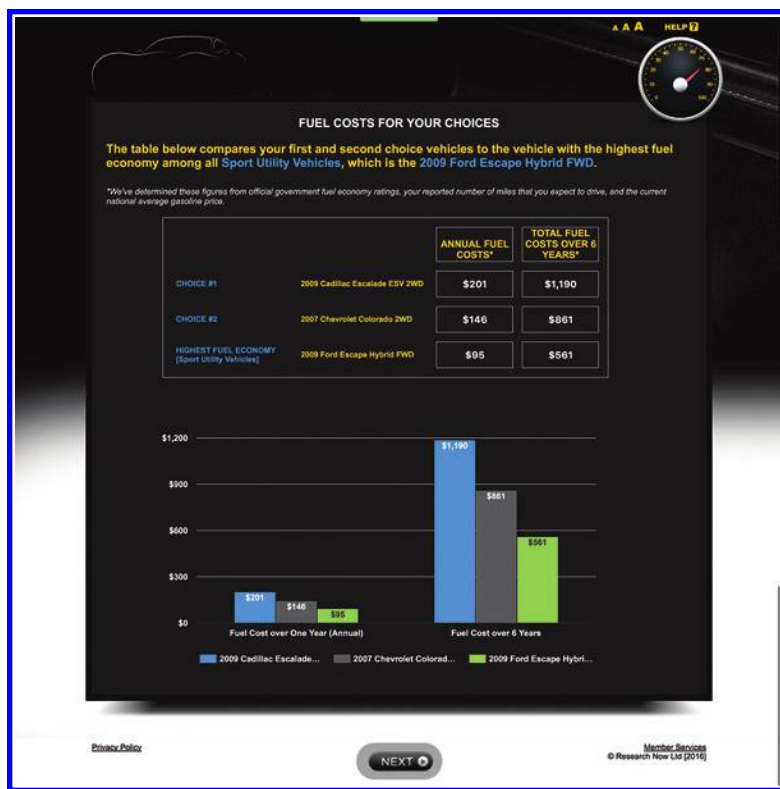 A A A HELP ?
FUEL COSTS FOR YOUR CHOICES
The table below compares your first and second choice vehicles to the vehicle with the highest fuel
economy among all Sport Utility Vehicles, which is the 2009 Ford Escape Hybrid FWD.
*We've determined these figures from official government fuel economy ratings, your reported number of miles that you expect to drive, and the current
national average gasoline price.
ANNUAL FUEL
COSTS*
TOTAL FUEL
COSTS OVER 6
YEARS*
CHOICE #1 2009 Cadillac Escalade ESV 2WD $201 $1,190
CHOICE #2 2007 Chevrolet Colorado 2WD $146 $861
HIGHEST FUEL ECONOMY
[Sport Utility Vehicles] 2009 Ford Escape Hybrid FWD $95 $561
$1,200
$900
$600
$300
$0
$201
$146
$95
$1,190
$861
$561
Fuel Cost over One Year (Annual) Fuel Cost over 6 Years
2009 Cadillac Escalade... 2007 Chevrolet Colorad... 2009 Ford Escape Hybri...
Privacy Policy
NEXT
Member Services
© Research Now Ltd [2016]